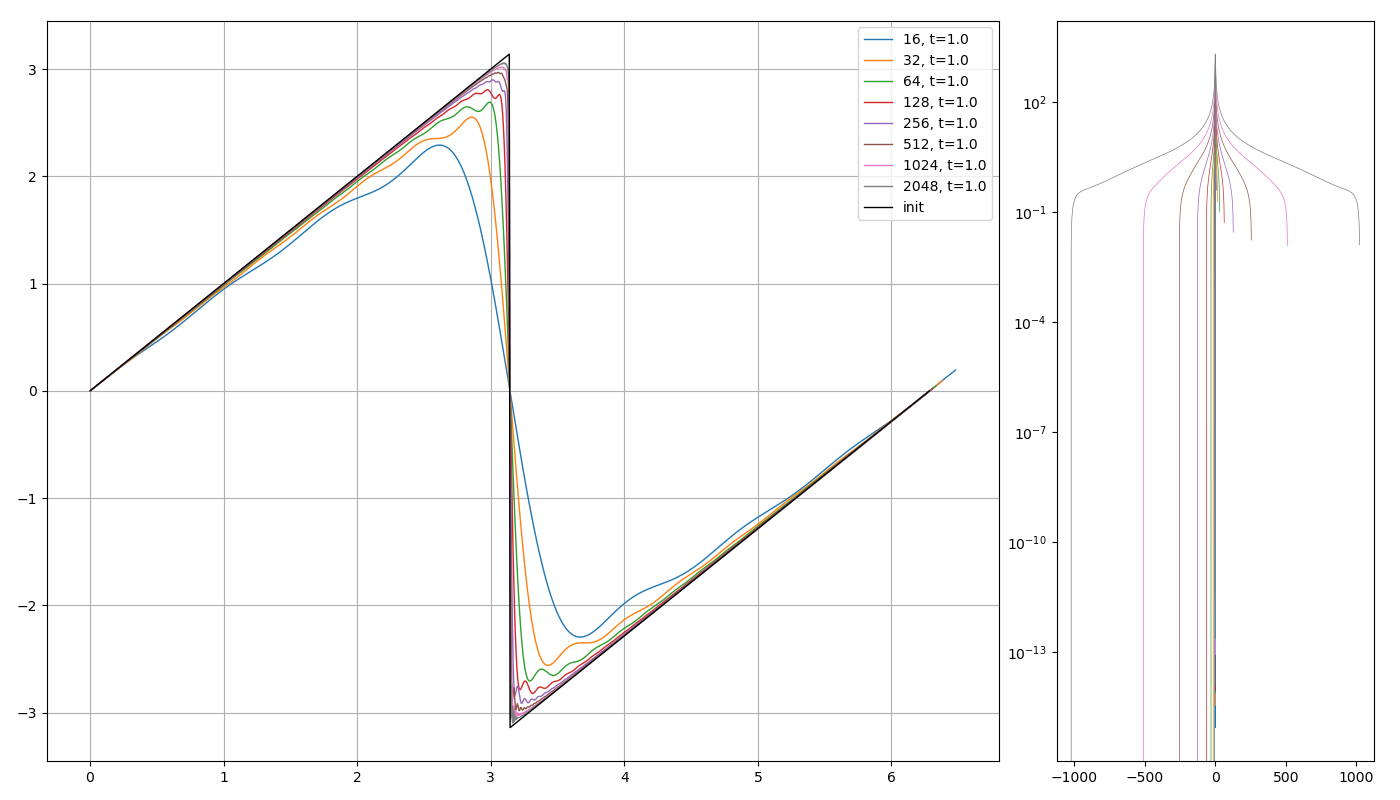 16, t=1.0
32, t=1.0
64, t=1.0
128, t=1.0
256, t=1.0
512, t=1.0
1024, t=1.0
2048, t=1.0
init
3
2
1
0
−1
−2
−3
0 1 2 3 4 5 6
10²
10⁻¹
10⁻⁴
10⁻⁷
10⁻¹⁰
10⁻¹³
−1000 −500 0 500 1000